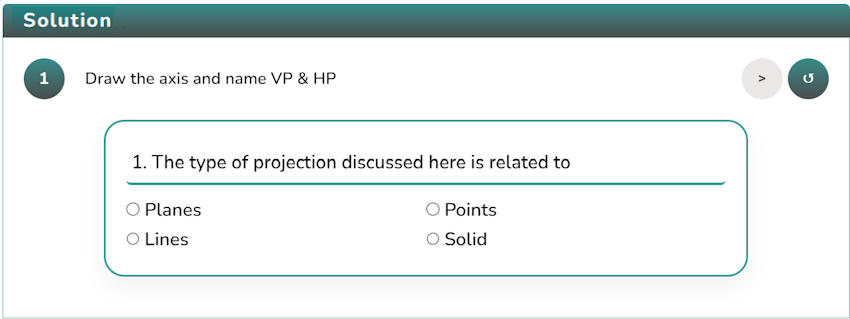 Solution
1 Draw the axis and name VP & HP > ↺
1. The type of projection discussed here is related to
Planes Points
Lines Solid